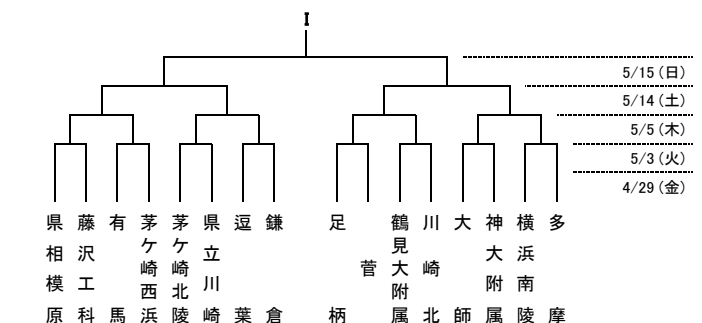 I
5/15(日)
5/14(土)
5/5(木)
5/3(火)
4/29(金)
県相模原
藤沢工科
有馬
茅ケ崎西浜
茅ケ崎北陵
県立川崎
逗葉
鎌倉
足柄
菅
鶴見大附属
川崎北
大師
神大附属
横浜南陵
多摩